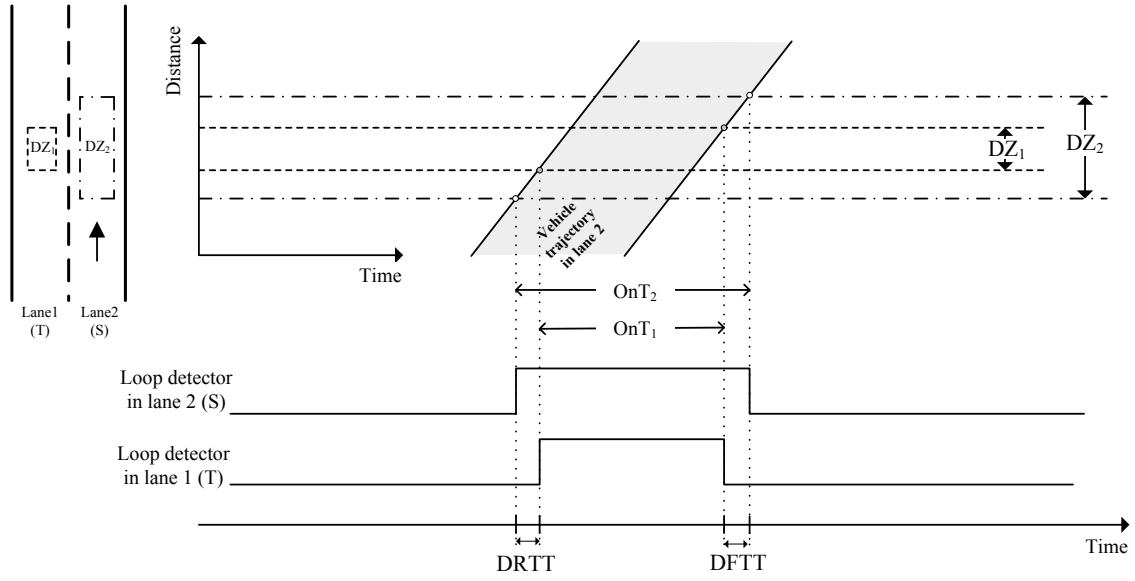 Distance
DZ₁
DZ₂
Lane1
(T)
Lane2
(S)
Vehicle
trajectory
in lane 2
DZ₁
DZ₂
Time
OnT₂
OnT₁
Loop detector
in lane 2 (S)
Loop detector
in lane 1 (T)
DRTT
DFTT
Time